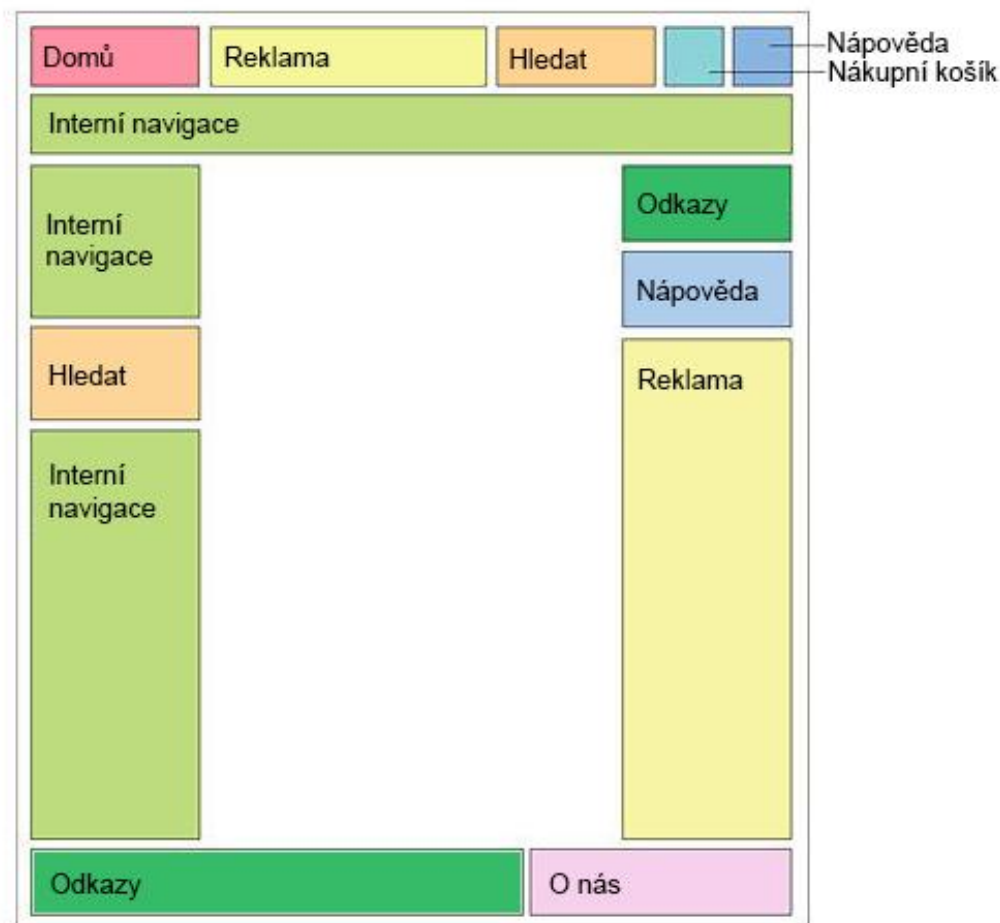 Domů
Reklama
Hledat
Nápověda
Nákupní košík
Interní navigace
Interní
navigace
Odkazy
Nápověda
Hledat
Reklama
Interní
navigace
Odkazy
O nás